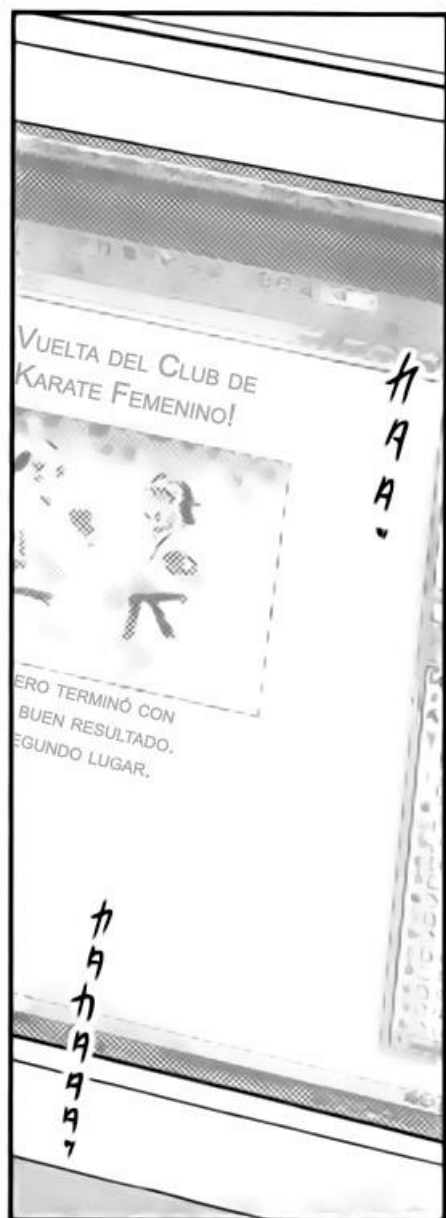 VUELTA DEL CLUB DE
KARATE FEMENINO!
カタタ
ERO TERMINÓ CON
BUEN RESULTADO.
EGUNDO LUGAR.
カタカタタタッ